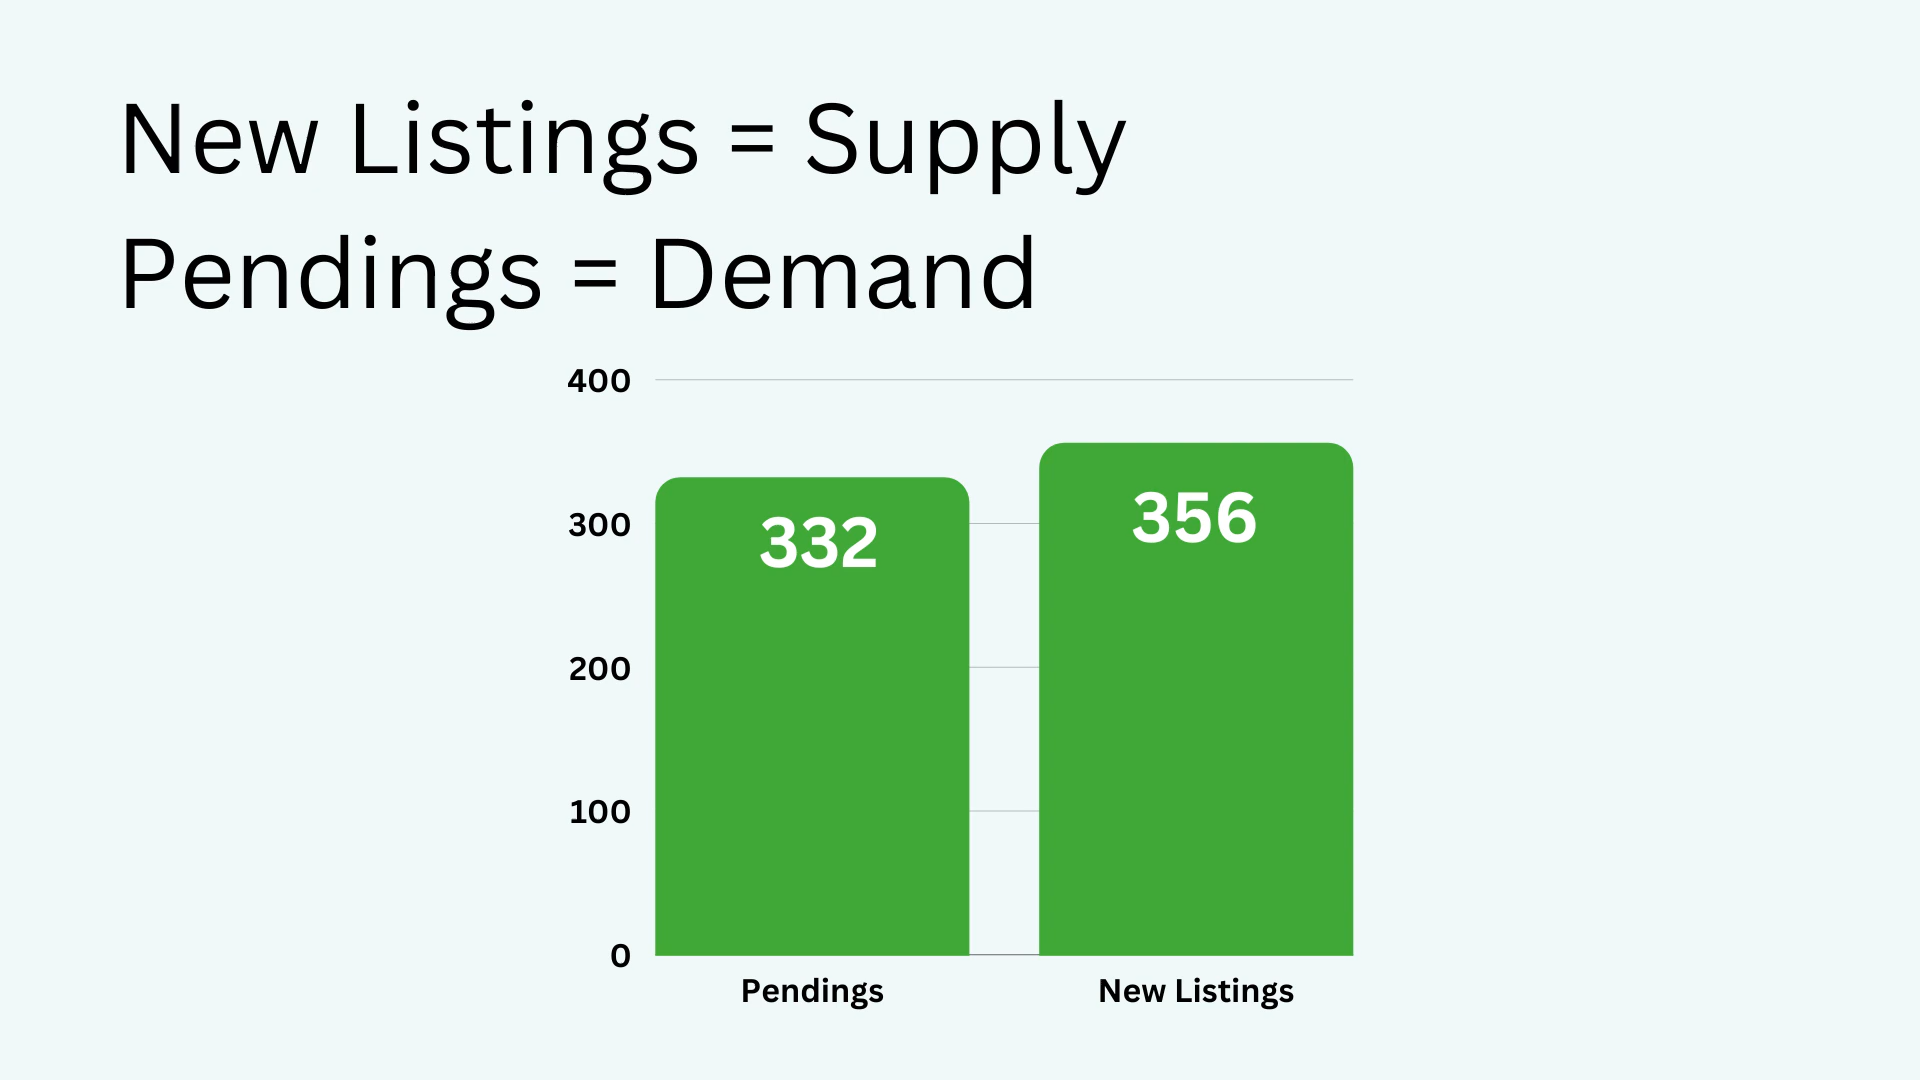 New Listings = Supply
Pendings = Demand
400
300
200
100
0
332
356
Pendings
New Listings